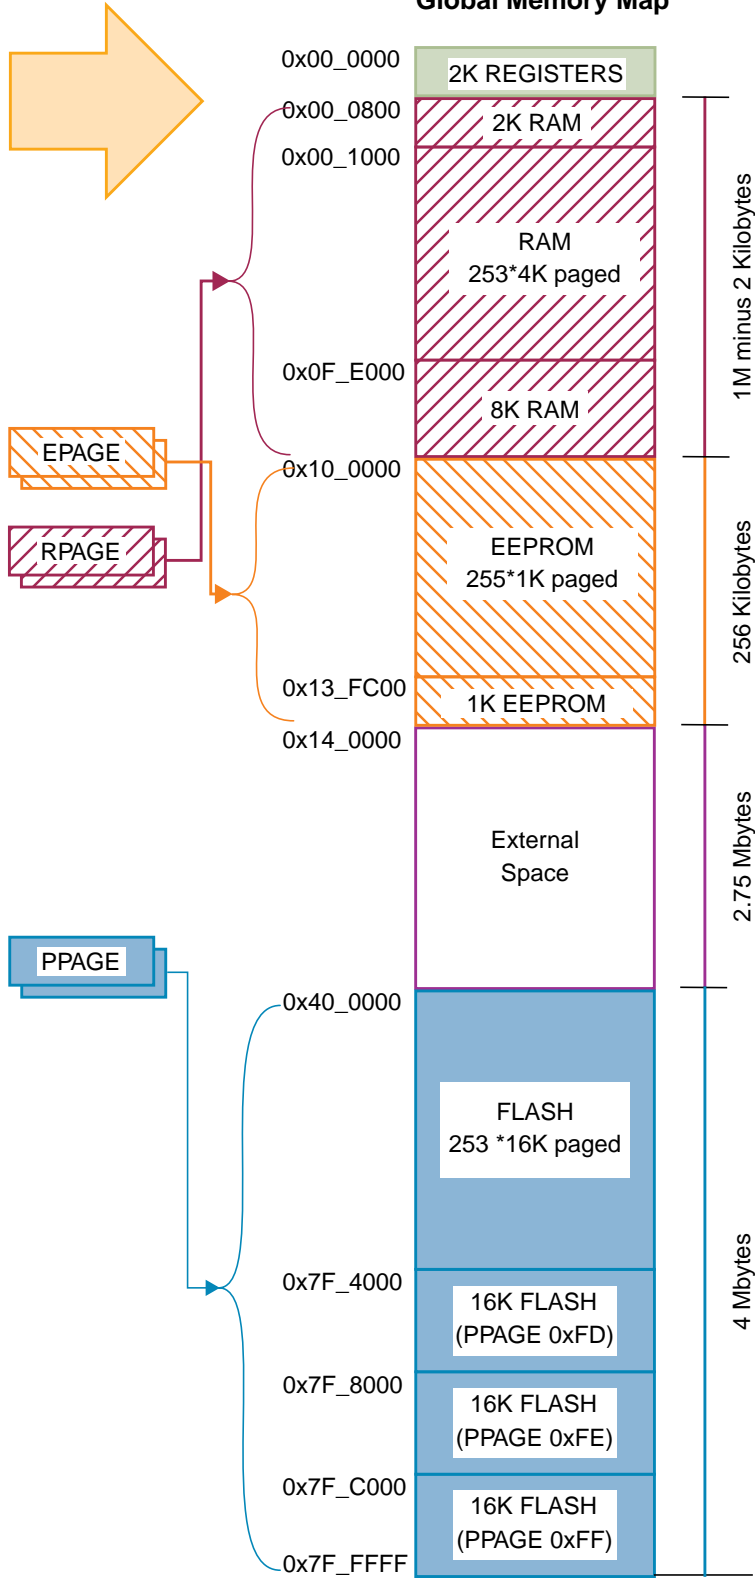 Global Memory Map
0x00_0000
2K REGISTERS
0x00_0800
2K RAM
0x00_1000
RAM
253*4K paged
0x0F_E000
8K RAM
1M minus 2 Kilobytes
EPAGE
RPAGE
0x10_0000
EEPROM
255*1K paged
0x13_FC00
1K EEPROM
256 Kilobytes
0x14_0000
External
Space
2.75 Mbytes
PPAGE
0x40_0000
FLASH
253 *16K paged
0x7F_4000
16K FLASH
(PPAGE 0xFD)
0x7F_8000
16K FLASH
(PPAGE 0xFE)
0x7F_C000
16K FLASH
(PPAGE 0xFF)
0x7F_FFFF
4 Mbytes